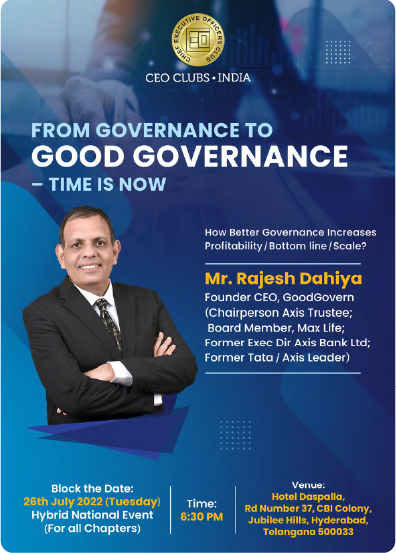 CHIEF EXECUTIVE OFFICERS
CEO
CLUBS
CEO CLUBS • INDIA
FROM GOVERNANCE TO
GOOD GOVERNANCE
– TIME IS NOW
How Better Governance Increases
Profitability / Bottom line / Scale?
Mr. Rajesh Dahiya
Founder CEO, GoodGovern
(Chairperson Axis Trustee;
Board Member, Max Life;
Former Exec Dir Axis Bank Ltd;
Former Tata / Axis Leader)
Block the Date:
26th July 2022 (Tuesday)
Hybrid National Event
(For all Chapters)
Time:
6:30 PM
Venue:
Hotel Daspalla,
Rd Number 37, CBI Colony,
Jubilee Hills, Hyderabad,
Telangana 500033